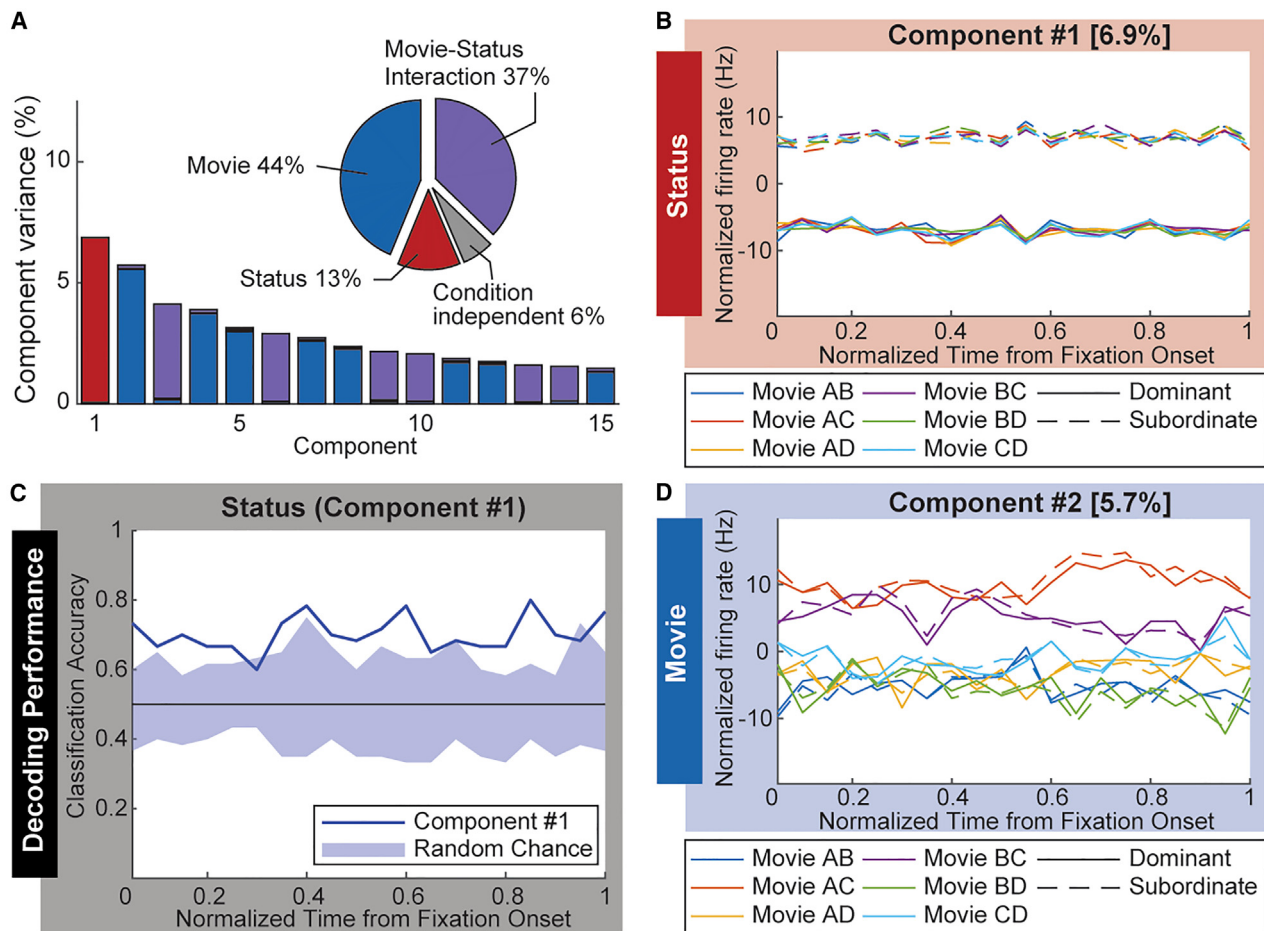 A
Component variance (%)
10
5
0
1
5
10
15
Component
Movie-Status
Interaction 37%
Movie 44%
Status 13%
Condition
independent 6%
B
Status
Component #1 [6.9%]
Normalized firing rate (Hz)
10
0
-10
0
0.2
0.4
0.6
0.8
1
Normalized Time from Fixation Onset
Movie AB
Movie BC
Dominant
Movie AC
Movie BD
Subordinate
Movie AD
Movie CD
C
Decoding Performance
Status (Component #1)
Classification Accuracy
1
0.8
0.6
0.4
0.2
0
0.2
0.4
0.6
0.8
1
Component #1
Random Chance
Normalized Time from Fixation Onset
D
Movie
Component #2 [5.7%]
Normalized firing rate (Hz)
10
0
-10
0
0.2
0.4
0.6
0.8
1
Normalized Time from Fixation Onset
Movie AB
Movie BC
Dominant
Movie AC
Movie BD
Subordinate
Movie AD
Movie CD